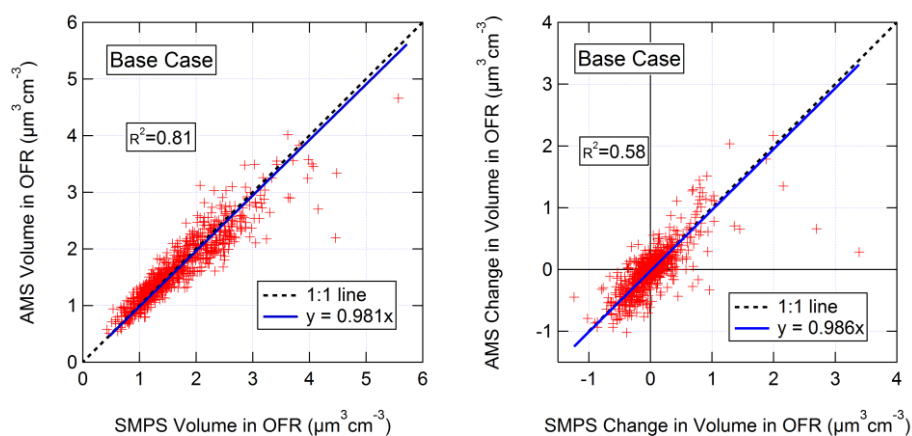 6
5
4
3
2
1
0
AMS Volume in OFR (µm³cm⁻³)
Base Case
R²=0.81
1:1 line
y = 0.981x
0 1 2 3 4 5 6
SMPS Volume in OFR (µm³cm⁻³)
4
3
2
1
0
-1
AMS Change in Volume in OFR (µm³cm⁻³)
Base Case
R²=0.58
1:1 line
y = 0.986x
-1 0 1 2 3 4
SMPS Change in Volume in OFR (µm³cm⁻³)